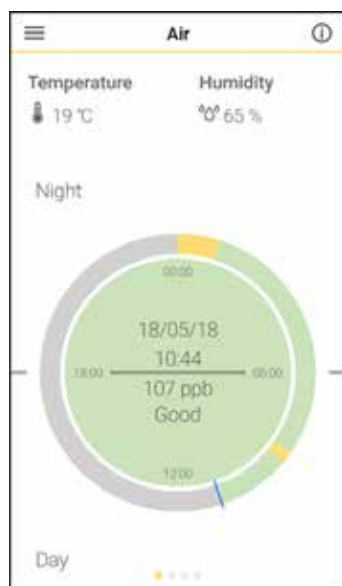 Air
Temperature Humidity
19 °C 65 %
Night
00:00
18/05/18
10:44
18:00 06:00
107 ppb
Good
12:00
Day